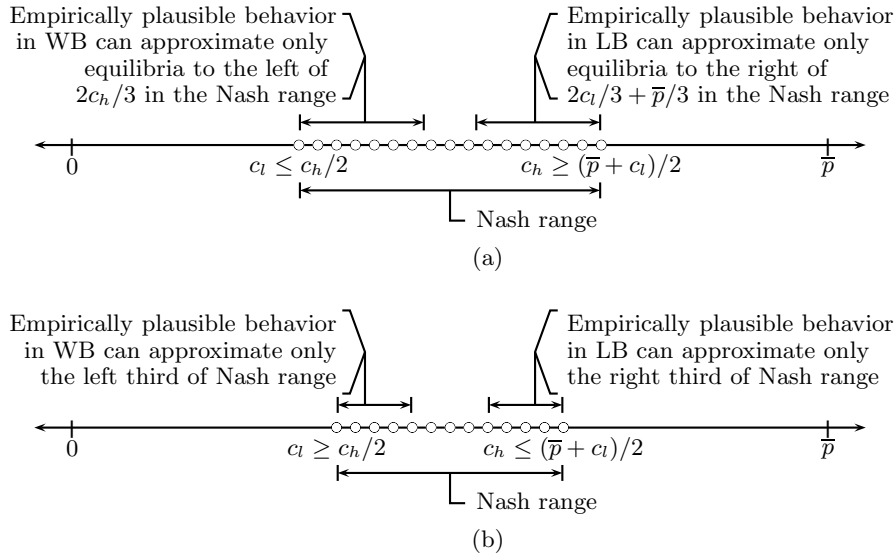 Empirically plausible behavior
in WB can approximate only
equilibria to the left of
2c_h/3 in the Nash range
Empirically plausible behavior
in LB can approximate only
equilibria to the right of
2c_l/3 + p̅/3 in the Nash range
0
c_l ≤ c_h/2
c_h ≥ (p̅ + c_l)/2
p̅
Nash range
(a)
Empirically plausible behavior
in WB can approximate only
the left third of Nash range
Empirically plausible behavior
in LB can approximate only
the right third of Nash range
0
c_l ≥ c_h/2
c_h ≤ (p̅ + c_l)/2
p̅
Nash range
(b)